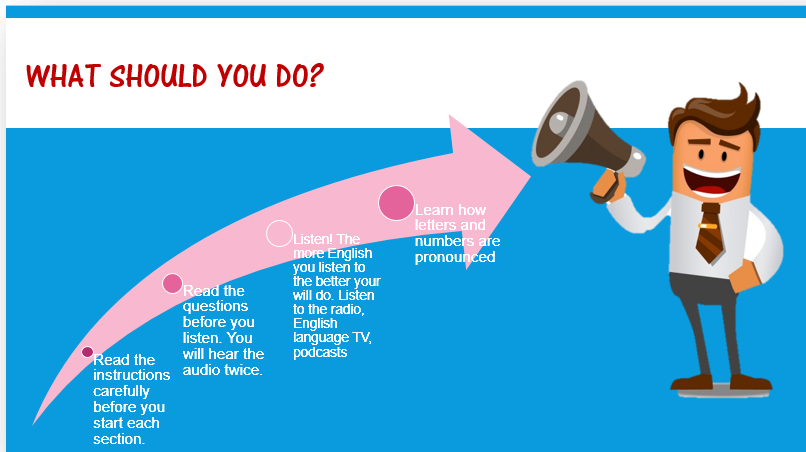 WHAT SHOULD YOU DO?
Read the
instructions
carefully
before you
start each
section.
Read the
questions
before you
listen. You
will hear the
audio twice.
Listen! The
more English
you listen to
the better your
will do. Listen
to the radio,
English
language TV,
podcasts
Learn how
letters and
numbers are
pronounced